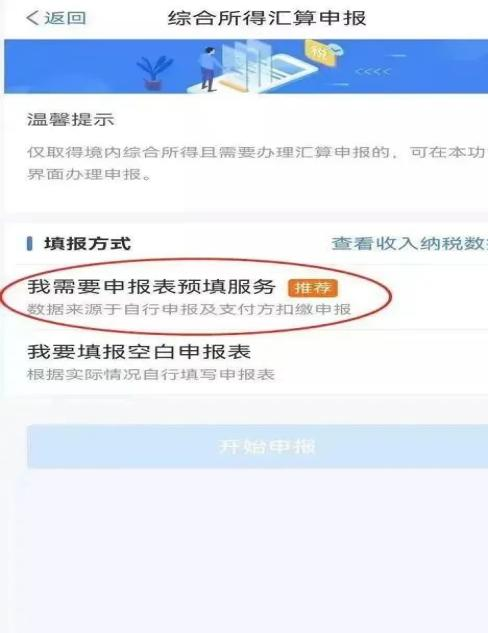 返回
综合所得汇算申报
税
温馨提示
仅取得境内综合所得且需要办理汇算申报的，可在本功
界面办理申报。
填报方式
查看收入纳税数据
我需要申报表预填服务 推荐
数据来源于自行申报及支付方扣缴申报
我要填报空白申报表
根据实际情况自行填写申报表
开始申报